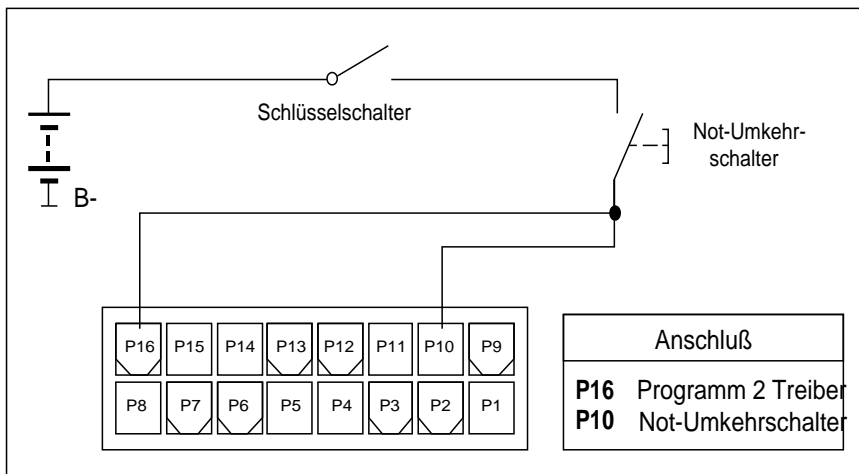 Schlüsselschalter
Not-Umkehr-
schalter
B-
P16 P15 P14 P13 P12 P11 P10 P9
P8 P7 P6 P5 P4 P3 P2 P1
Anschluß
P16 Programm 2 Treiber
P10 Not-Umkehrschalter